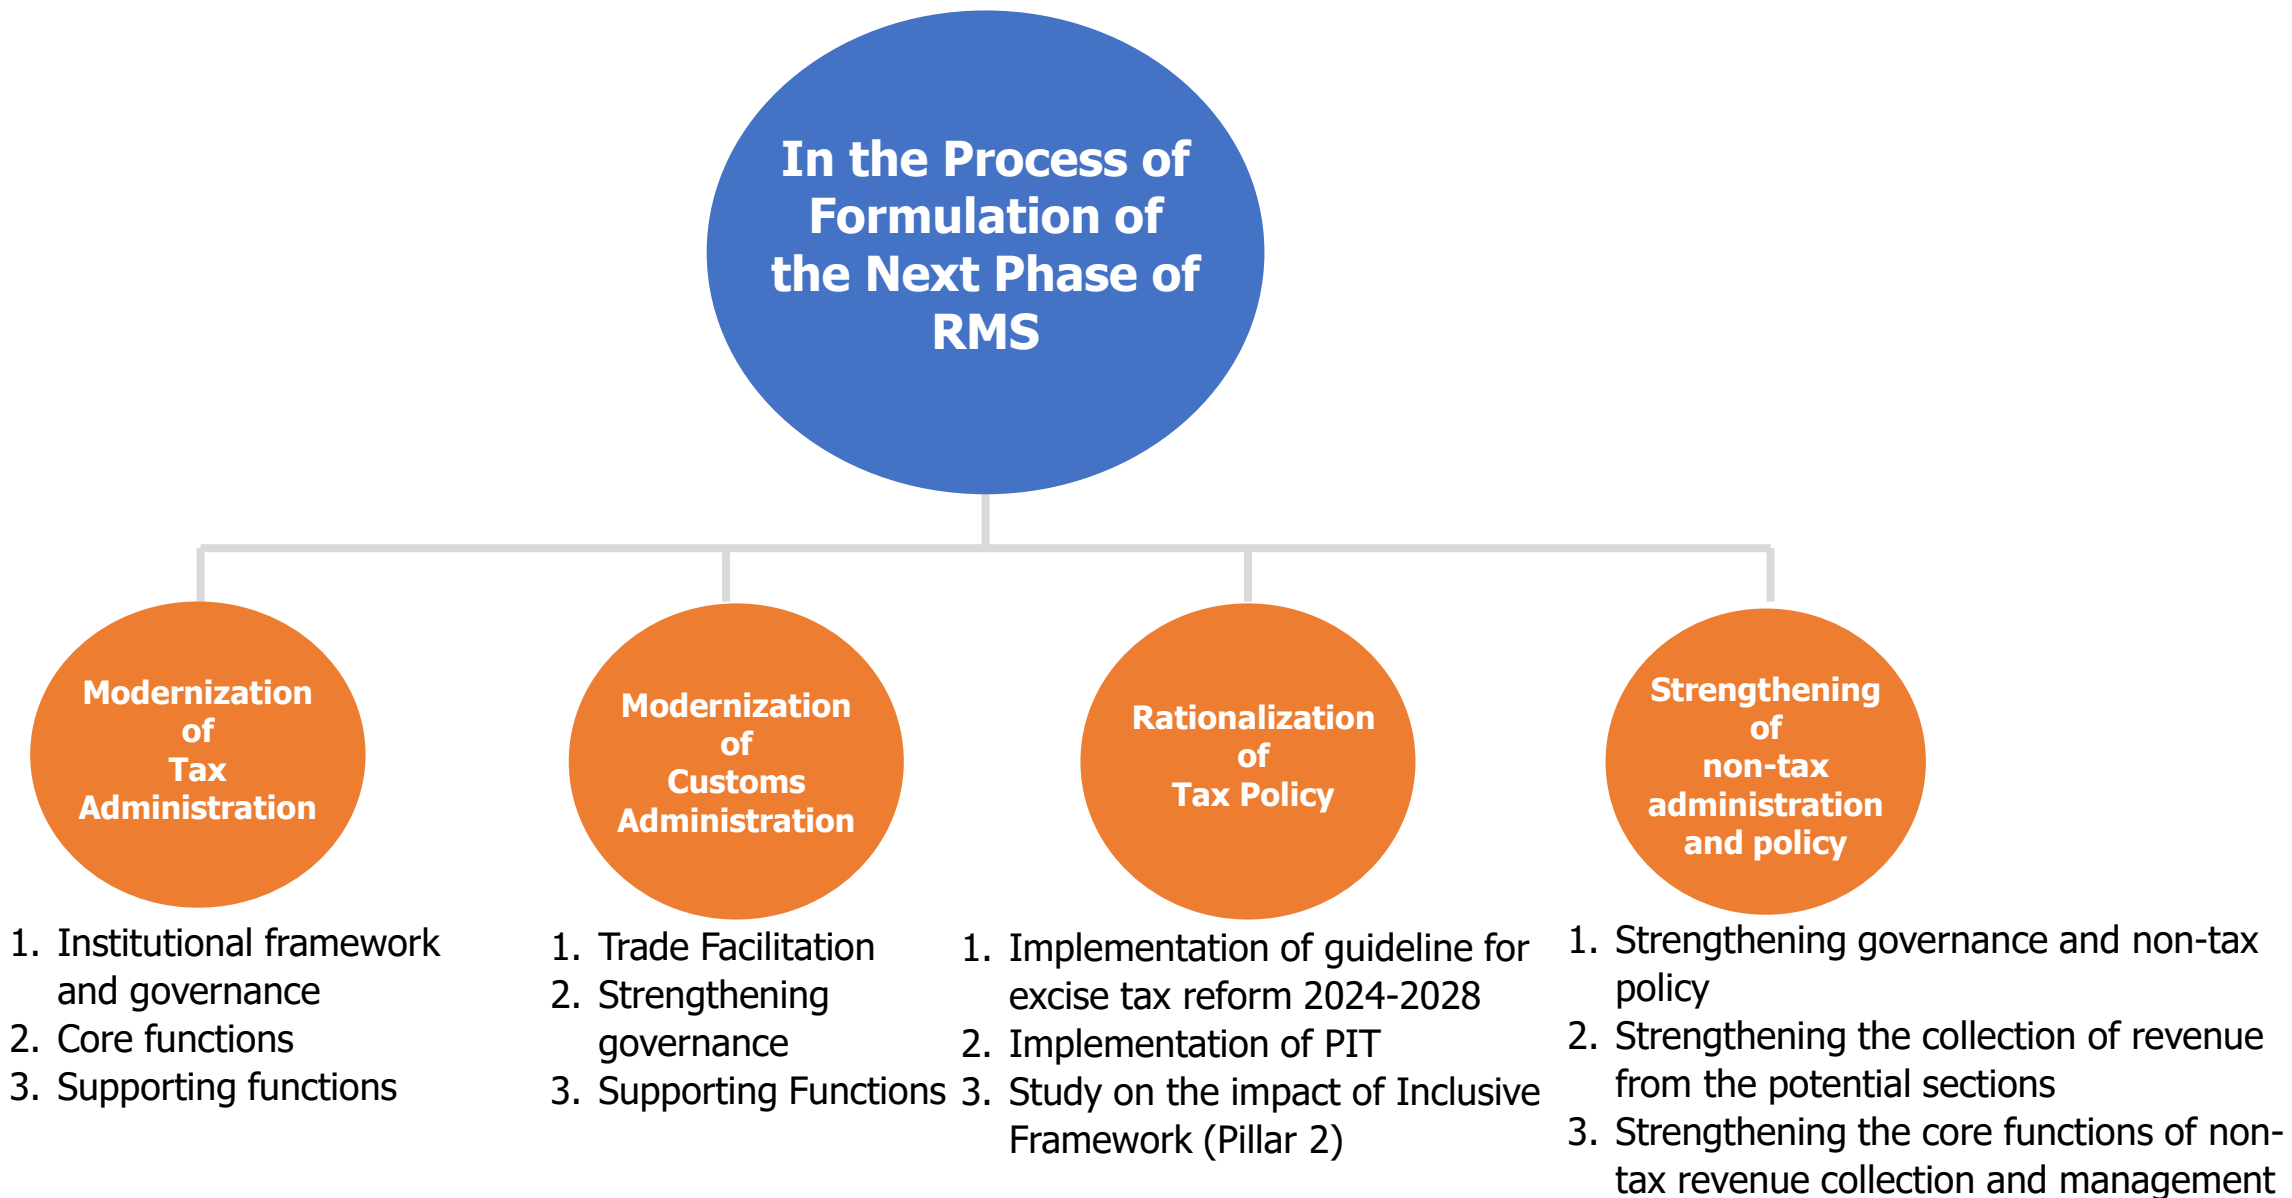 In the Process of
Formulation of
the Next Phase of
RMS
Modernization
of
Tax
Administration
1. Institutional framework
and governance
2. Core functions
3. Supporting functions
Modernization
of
Customs
Administration
1. Trade Facilitation
2. Strengthening
governance
3. Supporting Functions
Rationalization
of
Tax Policy
1. Implementation of guideline for
excise tax reform 2024-2028
2. Implementation of PIT
3. Study on the impact of Inclusive
Framework (Pillar 2)
Strengthening
of
non-tax
administration
and policy
1. Strengthening governance and non-tax
policy
2. Strengthening the collection of revenue
from the potential sections
3. Strengthening the core functions of non-
tax revenue collection and management